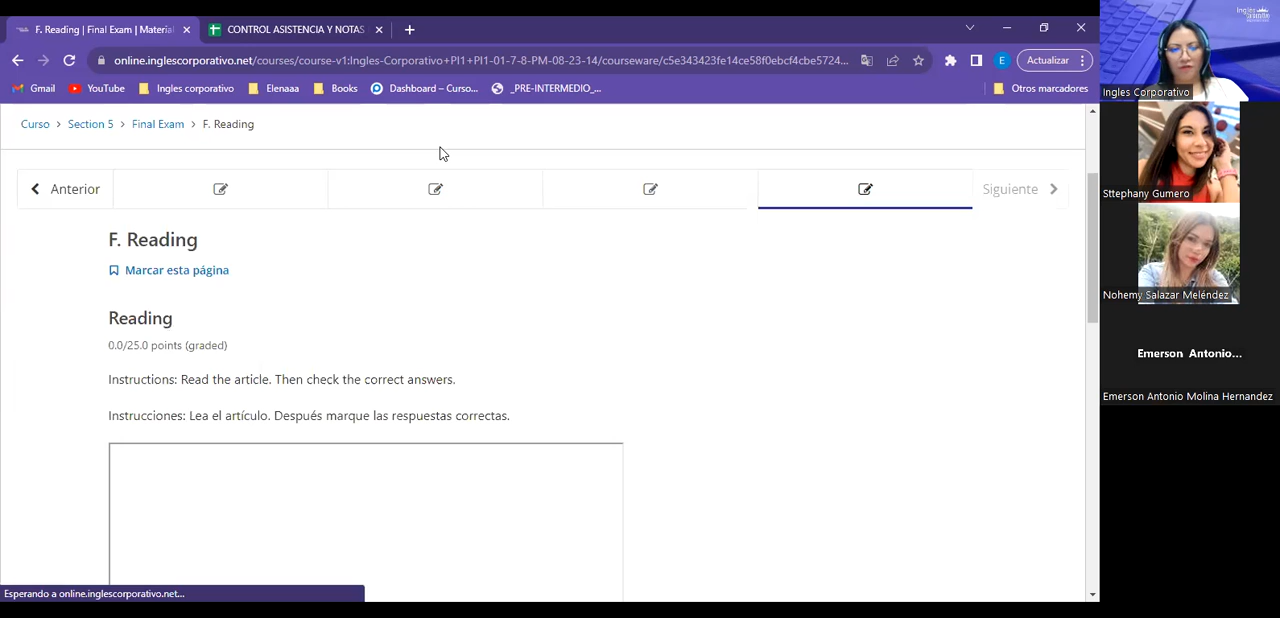 F. Reading | Final Exam | Material
CONTROL ASISTENCIA Y NOTAS
online.inglescorporativo.net/courses/course-v1:Ingles-Corporativo+PI1+PI1-01-7-8-PM-08-23-14/courseware/c5e343423fe14ce58f0ebcf4cbe5724...
E
Actualizar
Gmail
YouTube
Ingles corporativo
Elenaaa
Books
Dashboard – Curso...
_PRE-INTERMEDIO_...
Otros marcadores
Curso > Section 5 > Final Exam > F. Reading
Anterior
Siguiente
F. Reading
Marcar esta página
Reading
0.0/25.0 points (graded)
Instructions: Read the article. Then check the correct answers.
Instrucciones: Lea el artículo. Después marque las respuestas correctas.
Esperando a online.inglescorporativo.net...
Ingles
Ingles Corporativo
Sttephany Gumero
Nohemy Salazar Meléndez
Emerson Antonio...
Emerson Antonio Molina Hernandez